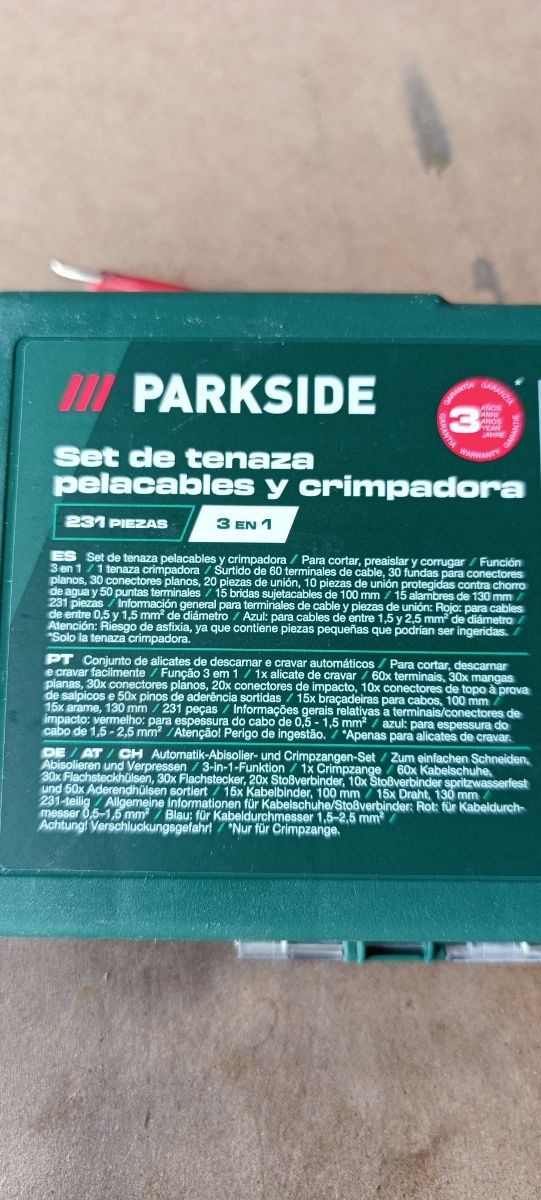 PARKSIDE
GARANTÍA GARANZIA
GARANTIA GARANTIE
WARRANTY
3
AÑOS
ANNI
ANOS
YEAR
JAHRE
*
Set de tenaza
pelacables y crimpadora
231 PIEZAS
3 EN 1
ES Set de tenaza pelacables y crimpadora / Para cortar, preaislar y corrugar / Función
3 en 1 / 1 tenaza crimpadora / Surtido de 60 terminales de cable, 30 fundas para conectores
planos, 30 conectores planos, 20 piezas de unión, 10 piezas de unión protegidas contra chorro
de agua y 50 puntas terminales / 15 bridas sujetacables de 100 mm / 15 alambres de 130 mm /
231 piezas / Información general para terminales de cable y piezas de unión: Rojo: para cables
de entre 0,5 y 1,5 mm² de diámetro / Azul: para cables de entre 1,5 y 2,5 mm² de diámetro /
Atención: Riesgo de asfixia, ya que contiene piezas pequeñas que podrían ser ingeridas. /
*Solo la tenaza crimpadora.
PT Conjunto de alicates de descarnar e cravar automáticos / Para cortar, descarnar
e cravar facilmente / Função 3 em 1 / 1x alicate de cravar / 60x terminais, 30x mangas
planas, 30x conectores planos, 20x conectores de impacto, 10x conectores de topo à prova
de salpicos e 50x pinos de aderência sortidas / 15x braçadeiras para cabos, 100 mm /
15x arame, 130 mm / 231 peças / Informações gerais relativas a terminais/conectores de
impacto: vermelho: para espessura do cabo de 0,5 - 1,5 mm² / azul: para espessura do
cabo de 1,5 - 2,5 mm² / Atenção! Perigo de ingestão. / *Apenas para alicates de cravar.
DE / AT / CH Automatik-Abisolier- und Crimpzangen-Set / Zum einfachen Schneiden,
Abisolieren und Verpressen / 3-in-1-Funktion / 1x Crimpzange / 60x Kabelschuhe,
30x Flachsteckhülsen, 30x Flachstecker, 20x Stoßverbinder, 10x Stoßverbinder spritzwasserfest
und 50x Aderendhülsen sortiert / 15x Kabelbinder, 100 mm / 15x Draht, 130 mm /
231-teilig / Allgemeine Informationen für Kabelschuhe/Stoßverbinder: Rot: für Kabeldurch-
messer 0,5–1,5 mm² / Blau: für Kabeldurchmesser 1,5–2,5 mm² /
Achtung! Verschluckungsgefahr! / *Nur für Crimpzange.